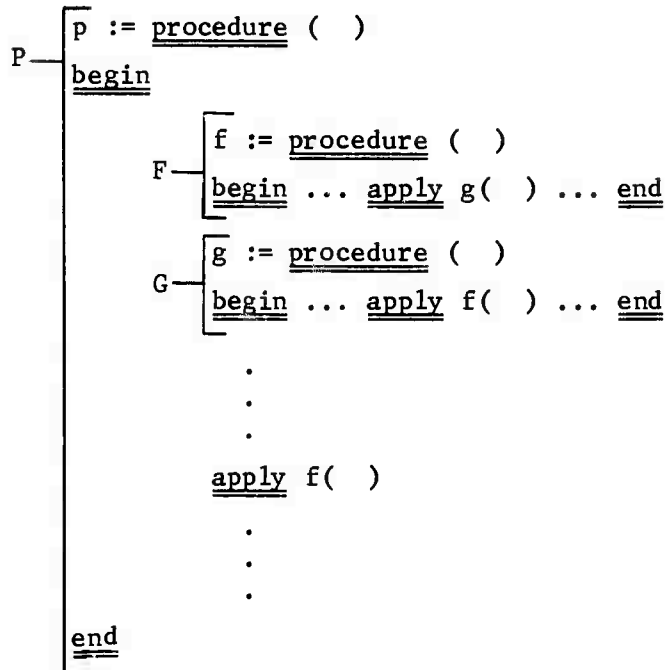 p := procedure ( )
P
begin
f := procedure ( )
F
begin ... apply g( ) ... end
g := procedure ( )
G
begin ... apply f( ) ... end
.
.
.
apply f( )
.
.
.
end